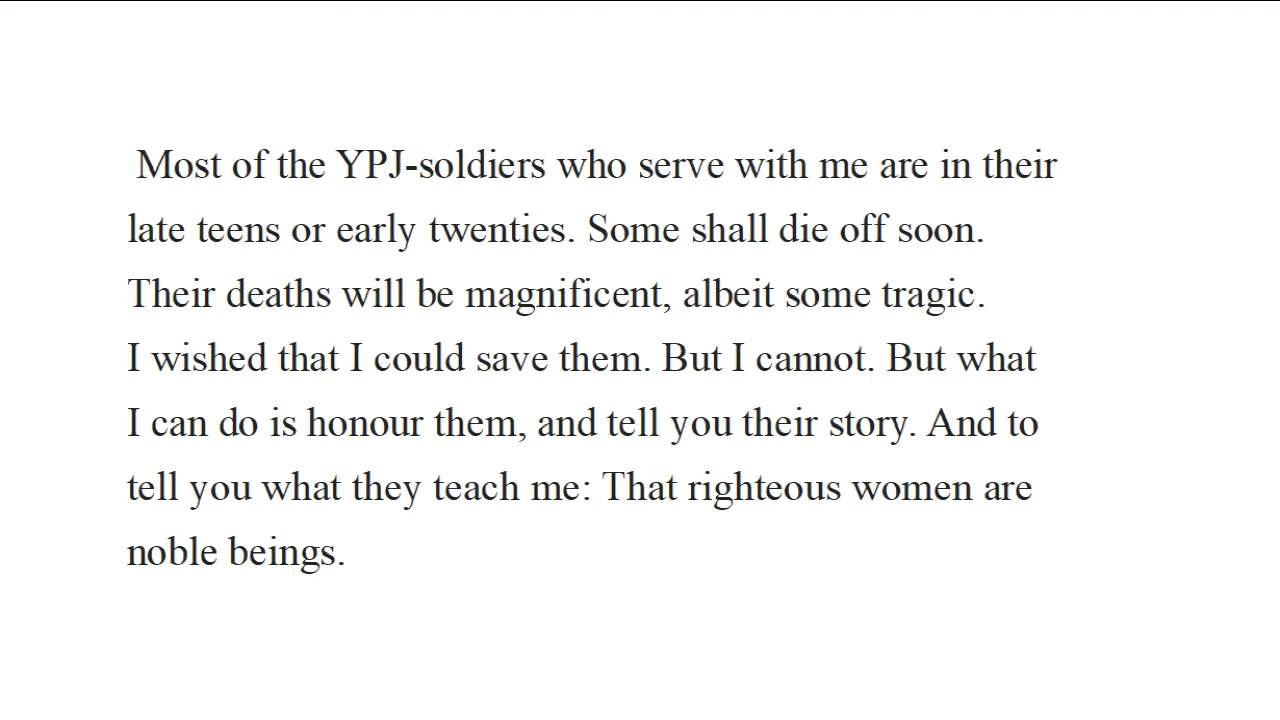 Most of the YPJ-soldiers who serve with me are in their
late teens or early twenties. Some shall die off soon.
Their deaths will be magnificent, albeit some tragic.
I wished that I could save them. But I cannot. But what
I can do is honour them, and tell you their story. And to
tell you what they teach me: That righteous women are
noble beings.